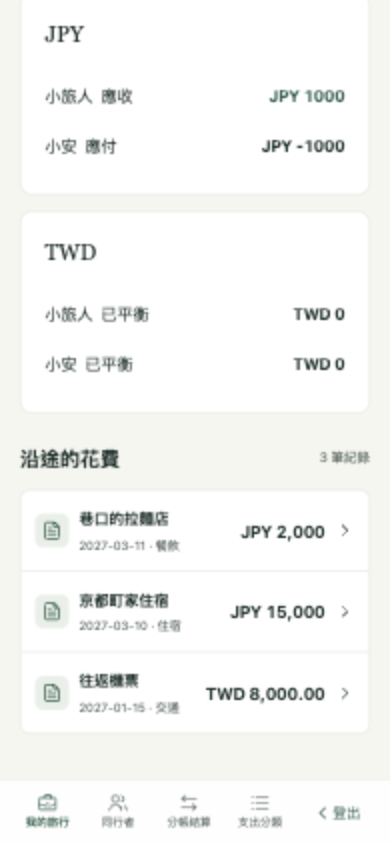 JPY
小旅人 應收 JPY 1000
小安 應付 JPY -1000
TWD
小旅人 已平衡 TWD 0
小安 已平衡 TWD 0
沿途的花費 3 筆紀錄
巷口的拉麵店
2027-03-11 · 餐飲 JPY 2,000
京都町家住宿
2027-03-10 · 住宿 JPY 15,000
往返機票
2027-01-15 · 交通 TWD 8,000.00
我的旅行 同行者 分帳結算 支出分類 登出